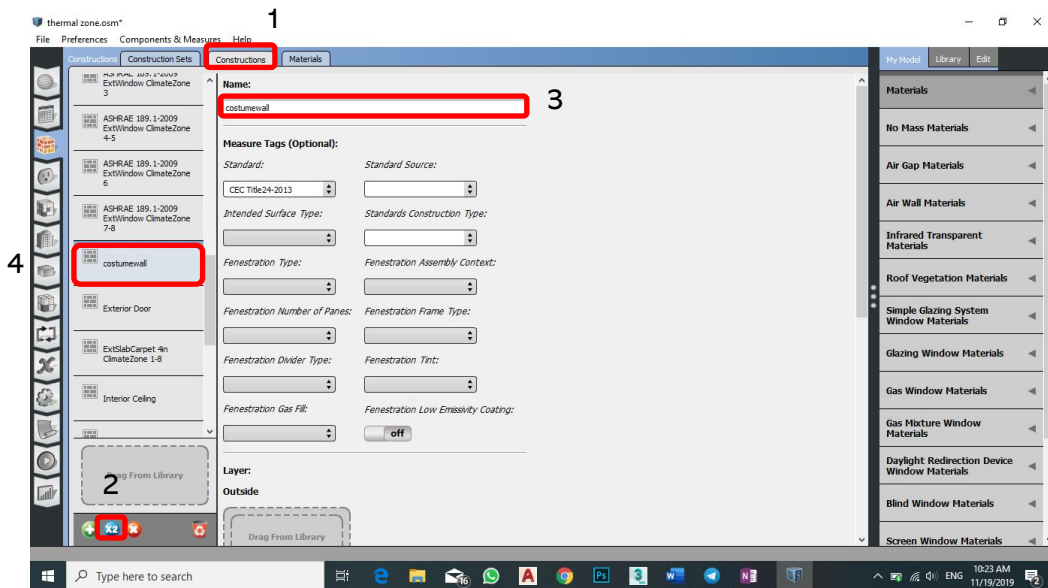 1
thermal zone.osm*
File Preferences Components & Measures Help
Constructions Construction Sets Constructions Materials
My Model Library Edit
ASHRAE 189.1-2009
ExtWindow ClimateZone
3
ASHRAE 189.1-2009
ExtWindow ClimateZone
4-5
ASHRAE 189.1-2009
ExtWindow ClimateZone
6
ASHRAE 189.1-2009
ExtWindow ClimateZone
7-8
4
costumewall
Exterior Door
ExtSlabCarpet 4in
ClimateZone 1-8
Interior Ceiling
Drag From Library
2
X2
Name:
costumewall
3
Measure Tags (Optional):
Standard: Standard Source:
CEC Title24-2013
Intended Surface Type: Standards Construction Type:
Fenestration Type: Fenestration Assembly Context:
Fenestration Number of Panes: Fenestration Frame Type:
Fenestration Divider Type: Fenestration Tint:
Fenestration Gas Fill: Fenestration Low Emissivity Coating:
off
Layer:
Outside
Drag From Library
Materials
No Mass Materials
Air Gap Materials
Air Wall Materials
Infrared Transparent
Materials
Roof Vegetation Materials
Simple Glazing System
Window Materials
Glazing Window Materials
Gas Window Materials
Gas Mixture Window
Materials
Daylight Redirection Device
Window Materials
Blind Window Materials
Screen Window Materials
Type here to search
16
A
Ps
3
W
N
ENG
10:23 AM
11/19/2019
2